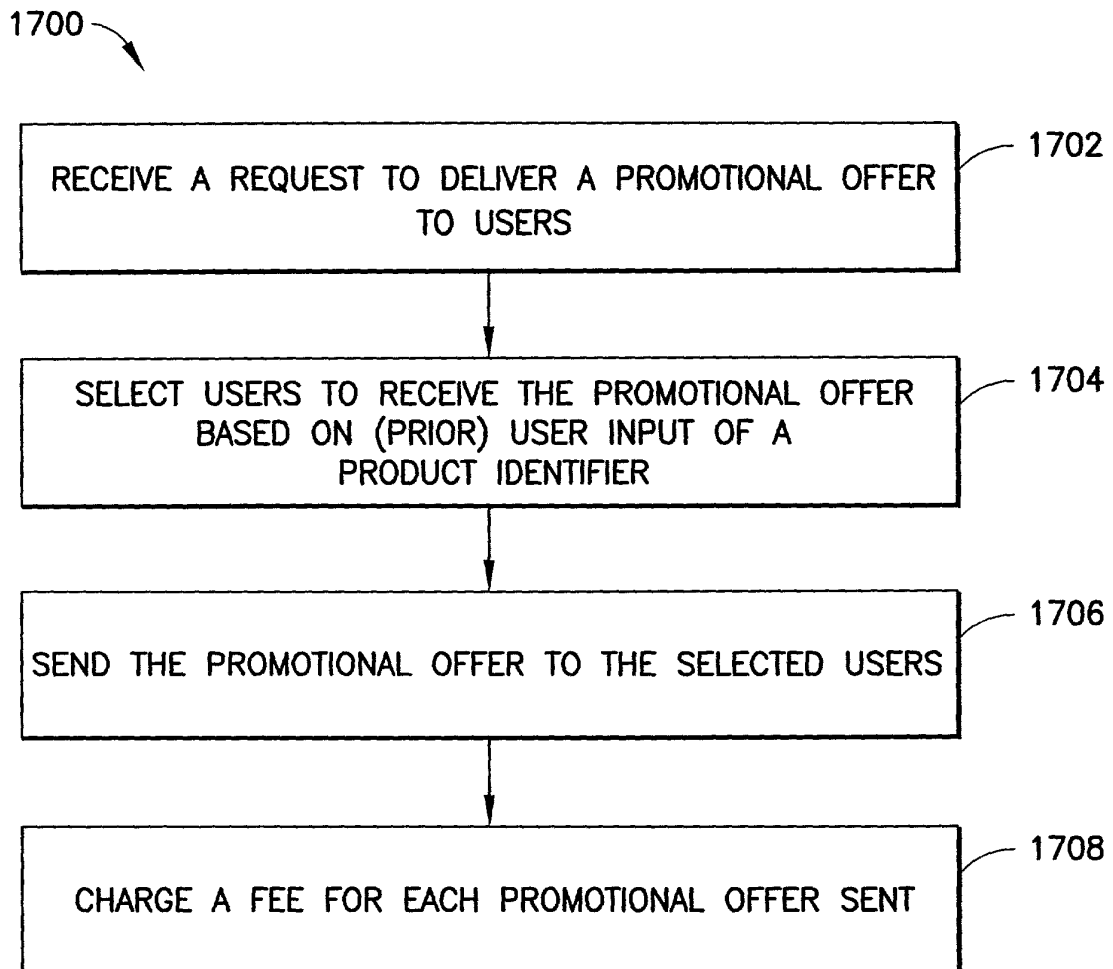 1700
RECEIVE A REQUEST TO DELIVER A PROMOTIONAL OFFER
TO USERS
1702
SELECT USERS TO RECEIVE THE PROMOTIONAL OFFER
BASED ON (PRIOR) USER INPUT OF A
PRODUCT IDENTIFIER
1704
SEND THE PROMOTIONAL OFFER TO THE SELECTED USERS
1706
CHARGE A FEE FOR EACH PROMOTIONAL OFFER SENT
1708